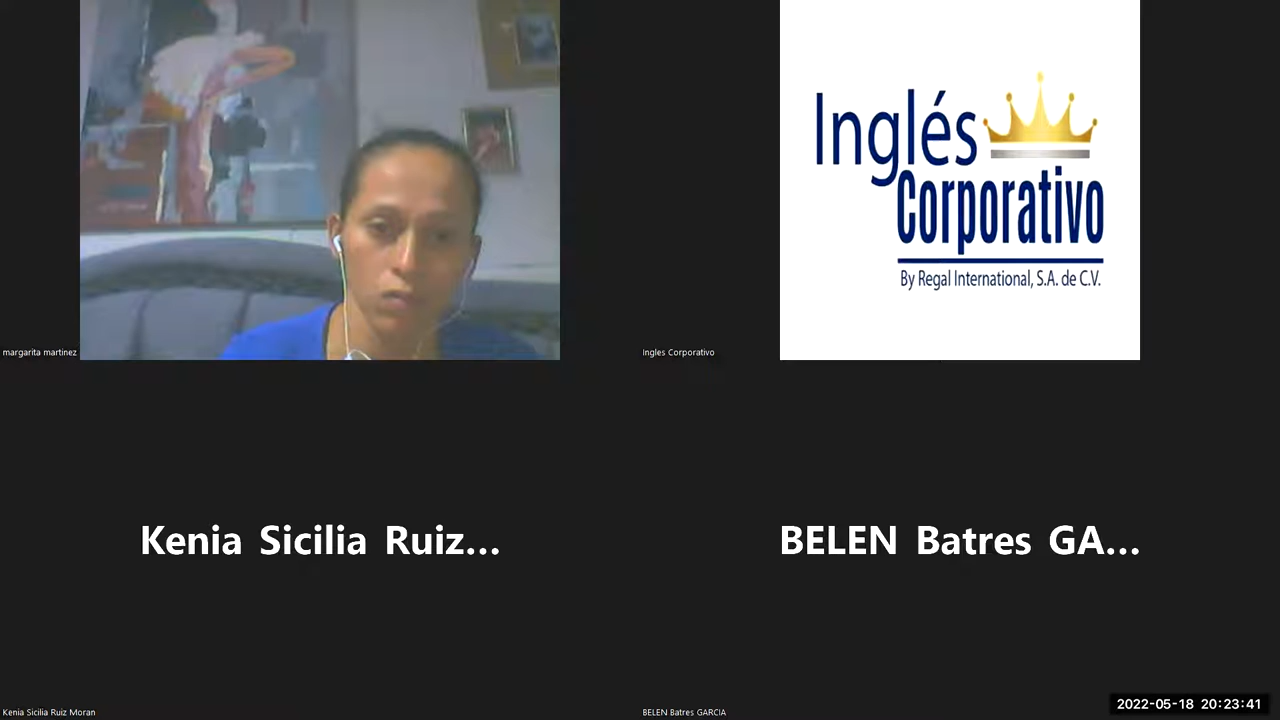 Inglés
Corporativo
By Regal International, S.A. de C.V.
margarita martinez
Ingles Corporativo
Kenia Sicilia Ruiz...
BELEN Batres GA...
Kenia Sicilia Ruiz Moran
BELEN Batres GARCIA
2022-05-18 20:23:41